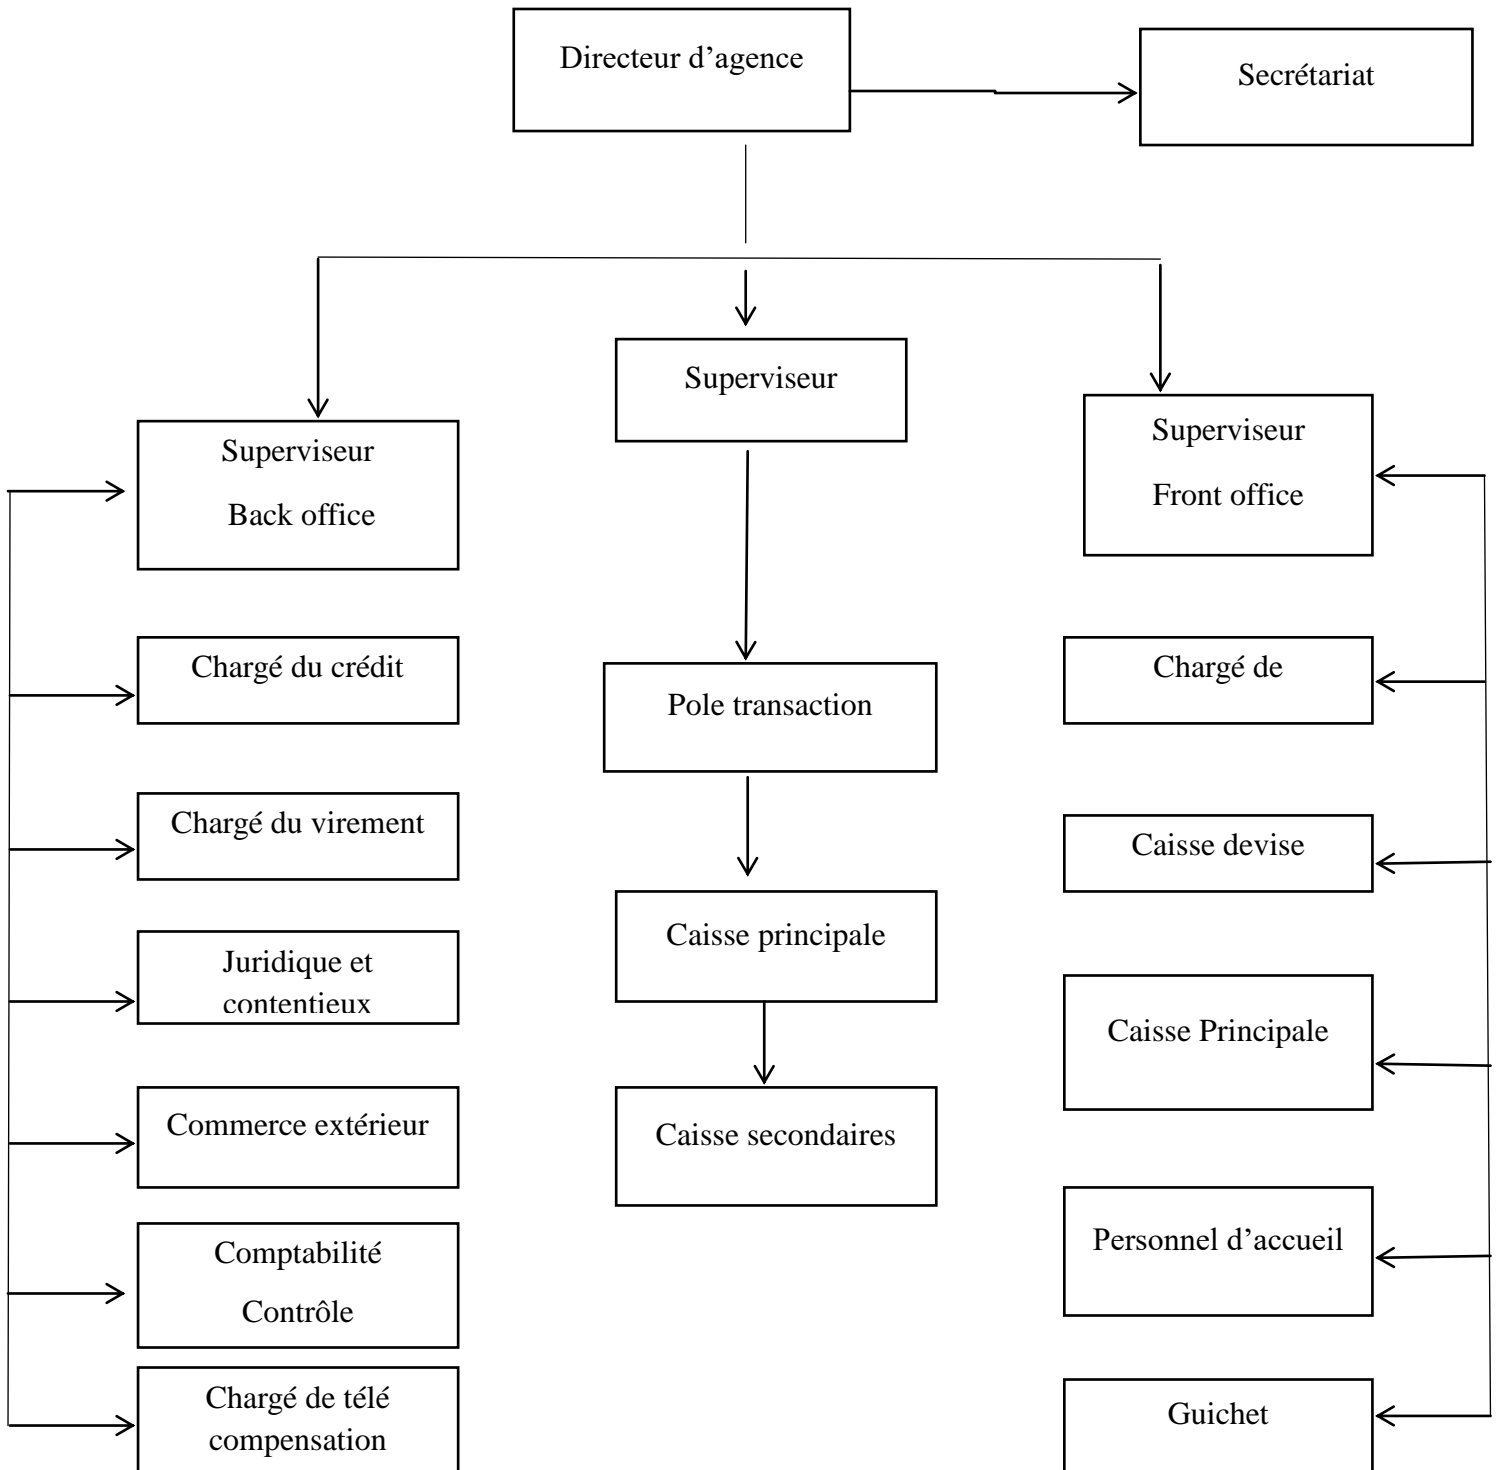 Directeur d’agence
Secrétariat
Superviseur
Superviseur
Back office
Superviseur
Front office
Chargé du crédit
Chargé du virement
Juridique et
contentieux
Commerce extérieur
Comptabilité
Contrôle
Chargé de télé
compensation
Pole transaction
Caisse principale
Caisse secondaires
Chargé de
Caisse devise
Caisse Principale
Personnel d’accueil
Guichet